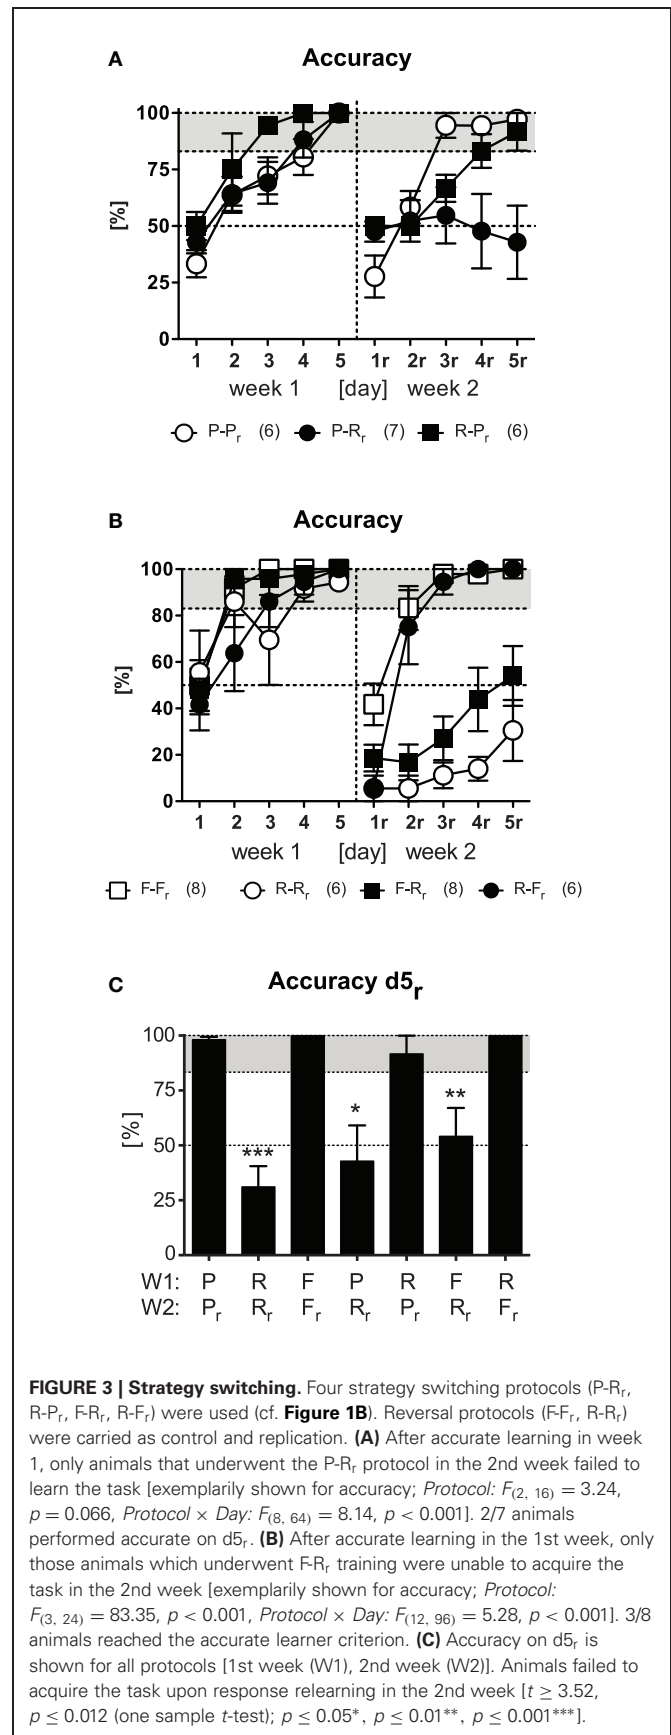 A
Accuracy
100
75
50
25
0
[%]
1 2 3 4 5 1r 2r 3r 4r 5r
week 1 [day] week 2
P-Pr (6) P-Rr (7) R-Pr (6)
B
Accuracy
100
80
60
40
20
0
[%]
1 2 3 4 5 1r 2r 3r 4r 5r
week 1 [day] week 2
F-Fr (8) R-Rr (6) F-Rr (8) R-Fr (6)
C
Accuracy d5r
100
75
50
25
0
[%]
***
*
**
W1: P R F P R F R
W2: Pr Rr Fr Rr Pr Rr Fr
FIGURE 3 | Strategy switching. Four strategy switching protocols (P-Rr,
R-Pr, F-Rr, R-Fr) were used (cf. Figure 1B). Reversal protocols (F-Fr, R-Rr)
were carried as control and replication. (A) After accurate learning in week
1, only animals that underwent the P-Rr protocol in the 2nd week failed to
learn the task [exemplarily shown for accuracy; Protocol: F(2, 16) = 3.24,
p = 0.066, Protocol × Day: F(8, 64) = 8.14, p < 0.001]. 2/7 animals
performed accurate on d5r. (B) After accurate learning in the 1st week, only
those animals which underwent F-Rr training were unable to acquire the
task in the 2nd week [exemplarily shown for accuracy; Protocol:
F(3, 24) = 83.35, p < 0.001, Protocol × Day: F(12, 96) = 5.28, p < 0.001]. 3/8
animals reached the accurate learner criterion. (C) Accuracy on d5r is
shown for all protocols [1st week (W1), 2nd week (W2)]. Animals failed to
acquire the task upon response relearning in the 2nd week [t ≥ 3.52,
p ≤ 0.012 (one sample t-test); p ≤ 0.05*, p ≤ 0.01**, p ≤ 0.001***].